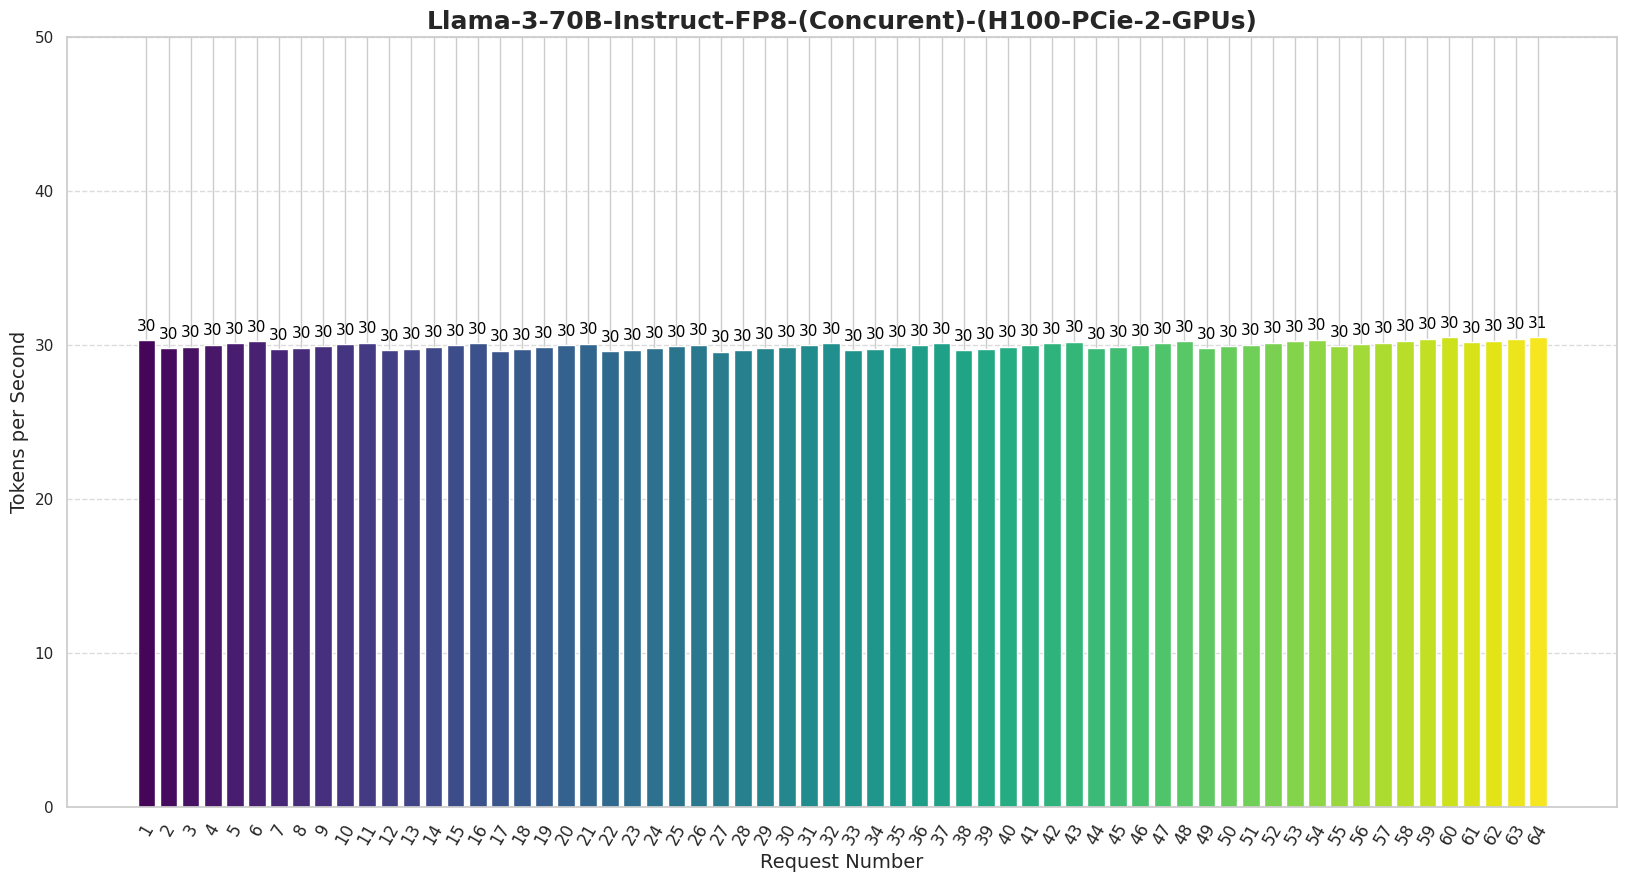 Llama-3-70B-Instruct-FP8-(Concurent)-(H100-PCie-2-GPUs)
50
40
30
20
10
0
Tokens per Second
30 30 30 30 30 30 30 30 30 30 30 30 30 30 30 30 30 30 30 30 30 30 30 30 30 30 30 30 30 30 30 30 30 30 30 30 30 30 30 30 30 30 30 30 30 30 30 30 30 30 30 30 30 30 30 30 30 30 30 30 30 30 30 31
1 2 3 4 5 6 7 8 9 10 11 12 13 14 15 16 17 18 19 20 21 22 23 24 25 26 27 28 29 30 31 32 33 34 35 36 37 38 39 40 41 42 43 44 45 46 47 48 49 50 51 52 53 54 55 56 57 58 59 60 61 62 63 64
Request Number